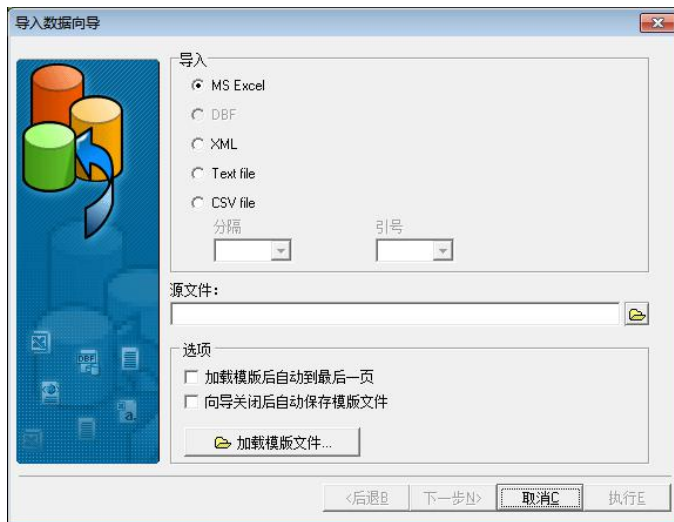 导入数据向导
导入
MS Excel
DBF
XML
Text file
CSV file
分隔 引号
源文件:
选项
加载模版后自动到最后一页
向导关闭后自动保存模版文件
加载模版文件...
DBF
a.
<后退B 下一步N> 取消C 执行E